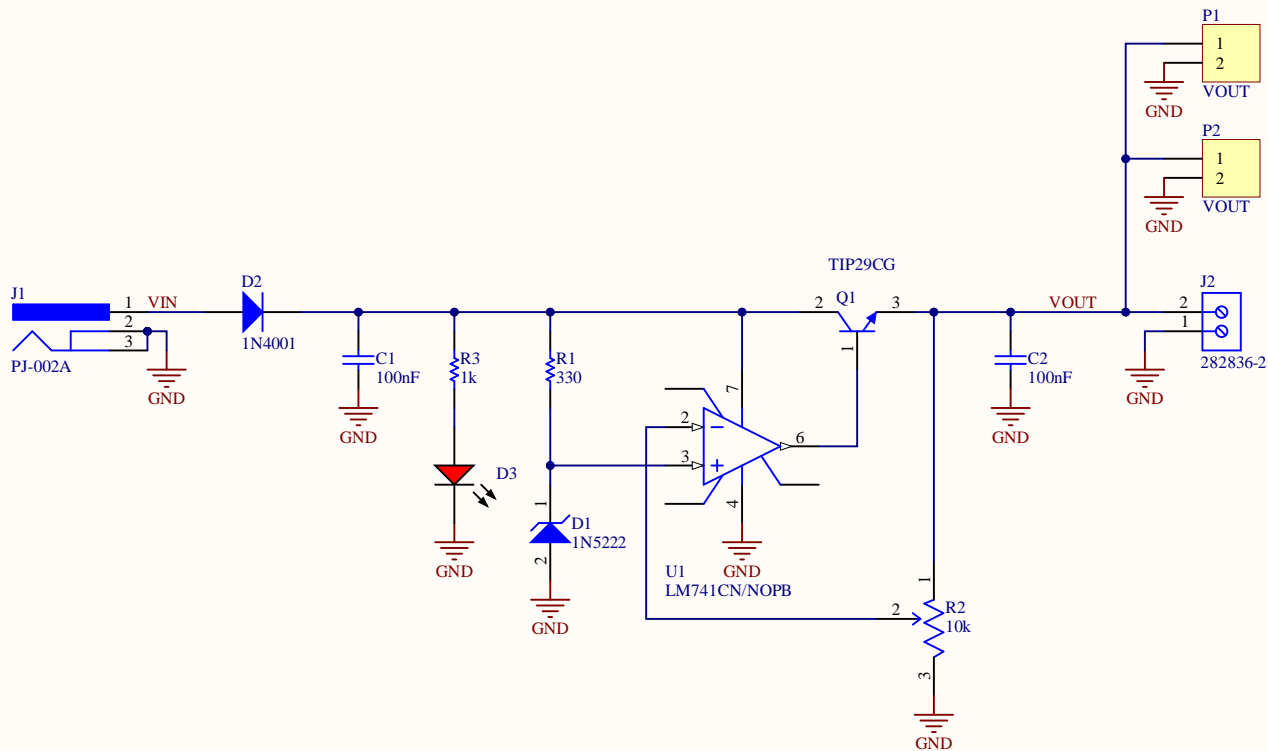 P1
1
2
GND
VOUT
P2
1
2
GND
VOUT
TIP29CG
J1
1
VIN
2
3
PJ-002A
GND
D2
1N4001
C1
100nF
GND
R3
1k
D3
GND
R1
330
1
D1
1N5222
2
GND
2
3
7
4
6
U1
LM741CN/NOPB
GND
2
Q1
3
1
C2
100nF
GND
VOUT
J2
2
1
282836-2
GND
1
2
R2
10k
3
GND